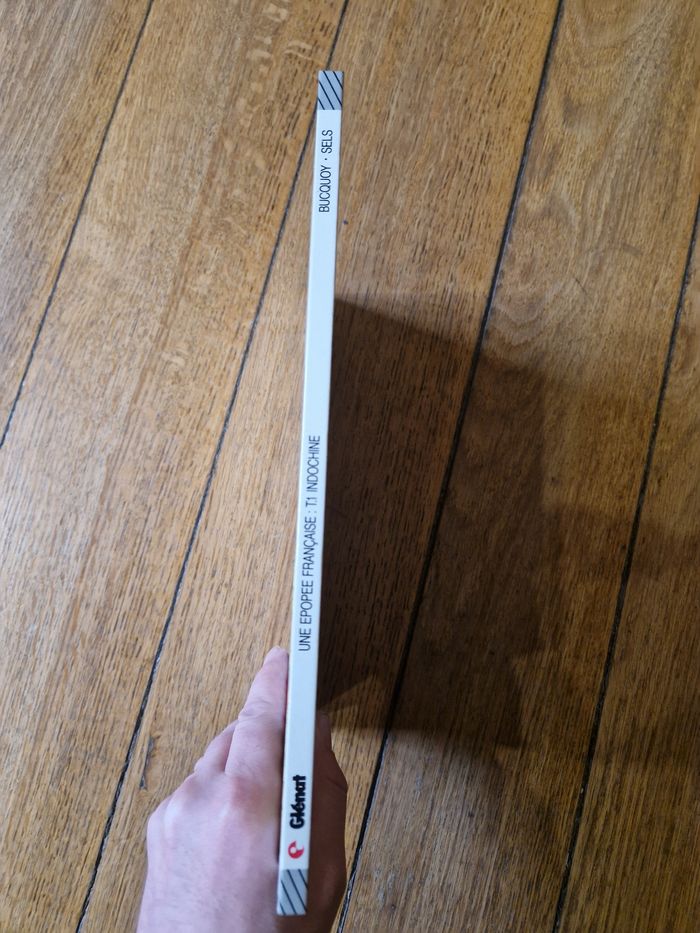 BUCQUOY · SELS
UNE EPOPEE FRANÇAISE : T.1 INDOCHINE
Glénat